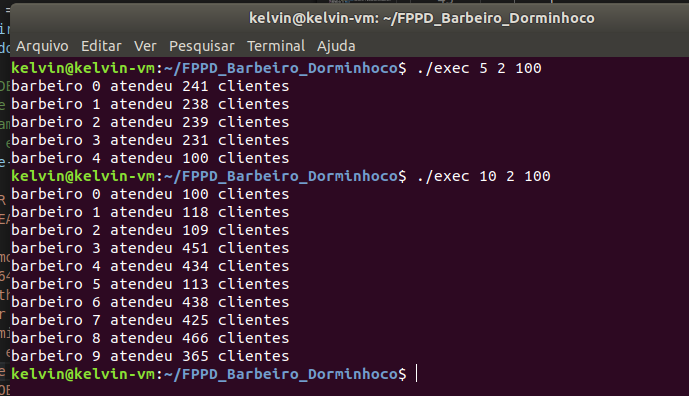 kelvin@kelvin-vm: ~/FPPD_Barbeiro_Dorminhoco
Arquivo Editar Ver Pesquisar Terminal Ajuda
kelvin@kelvin-vm:~/FPPD_Barbeiro_Dorminhoco$ ./exec 5 2 100
barbeiro 0 atendeu 241 clientes
barbeiro 1 atendeu 238 clientes
barbeiro 2 atendeu 239 clientes
barbeiro 3 atendeu 231 clientes
barbeiro 4 atendeu 100 clientes
kelvin@kelvin-vm:~/FPPD_Barbeiro_Dorminhoco$ ./exec 10 2 100
barbeiro 0 atendeu 100 clientes
barbeiro 1 atendeu 118 clientes
barbeiro 2 atendeu 109 clientes
barbeiro 3 atendeu 451 clientes
barbeiro 4 atendeu 434 clientes
barbeiro 5 atendeu 113 clientes
barbeiro 6 atendeu 438 clientes
barbeiro 7 atendeu 425 clientes
barbeiro 8 atendeu 466 clientes
barbeiro 9 atendeu 365 clientes
kelvin@kelvin-vm:~/FPPD_Barbeiro_Dorminhoco$